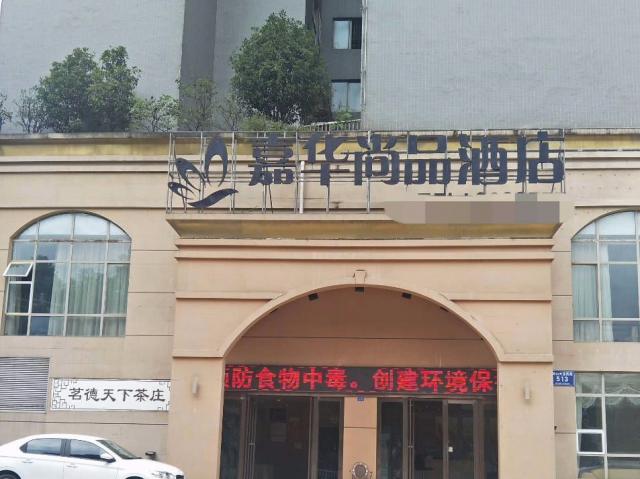 嘉华尚品酒店
预防食物中毒。创建环境保
513
茗德天下茶庄